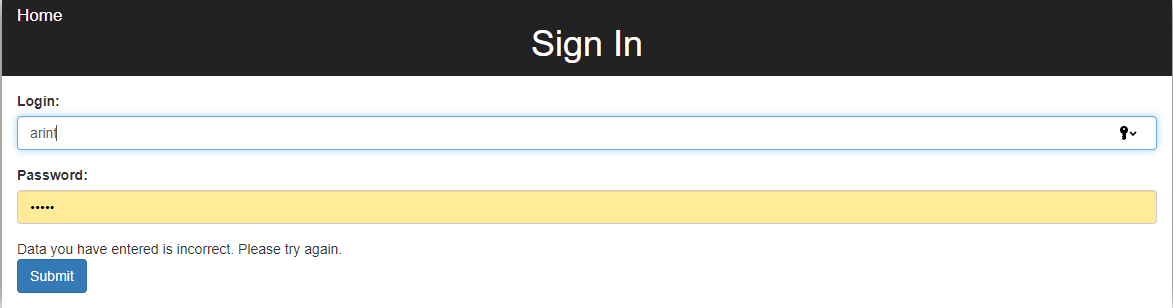 Home
Sign In
Login:
arint
Password:
•••••
Data you have entered is incorrect. Please try again.
Submit